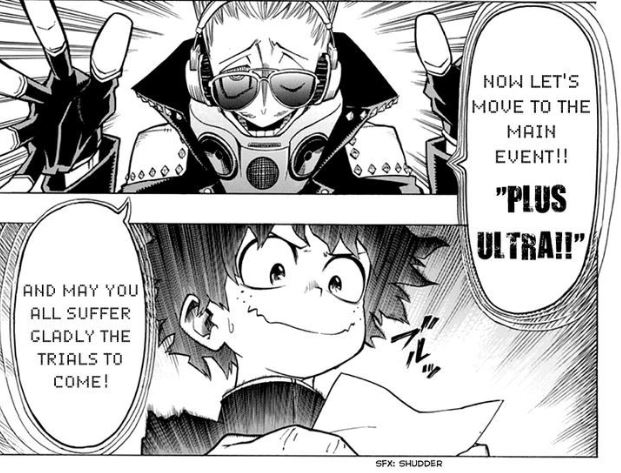 NOW LET'S
MOVE TO THE
MAIN
EVENT!!
"PLUS
ULTRA!!"
AND MAY YOU
ALL SUFFER
GLADLY THE
TRIALS TO
COME!
SFX: SHUDDER